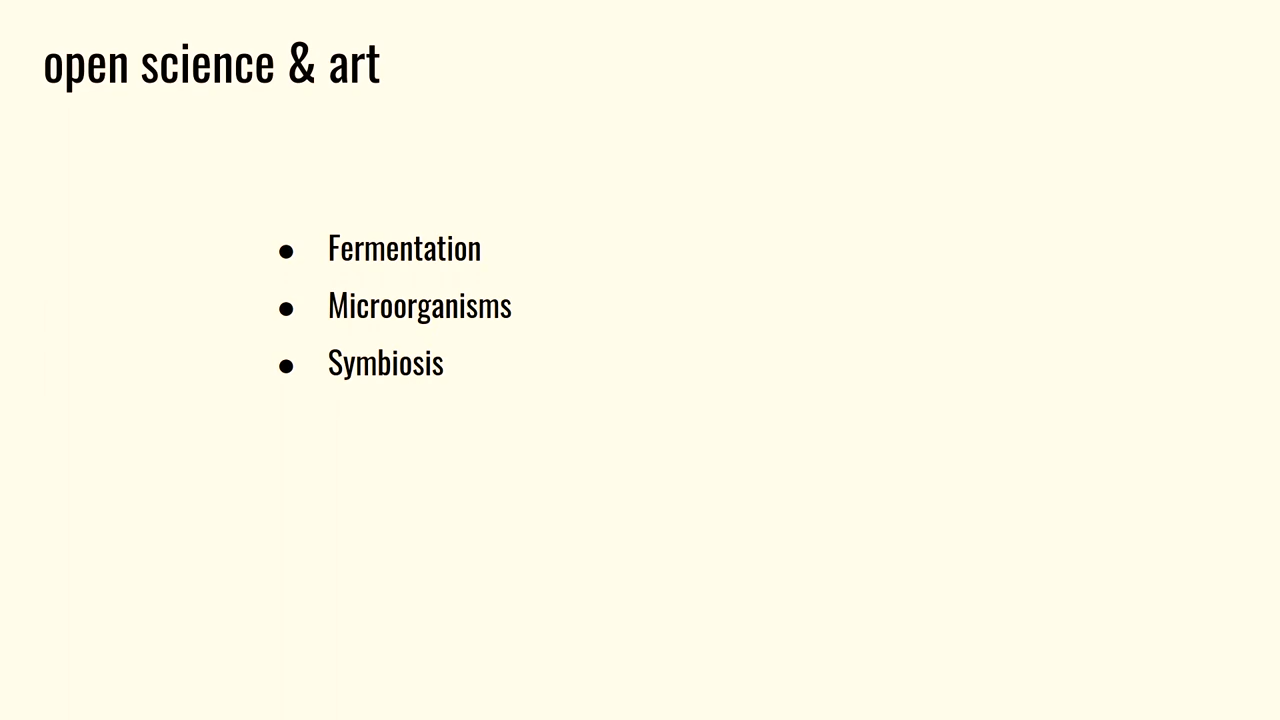 open science & art
● Fermentation
● Microorganisms
● Symbiosis